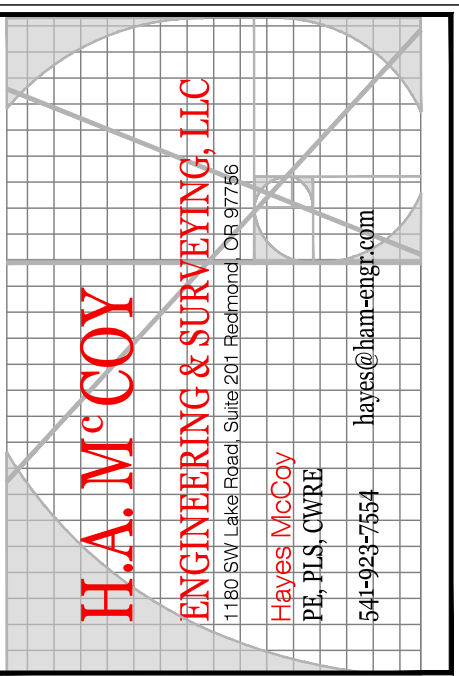 H.A. McCOY
ENGINEERING & SURVEYING, LLC
1180 SW Lake Road, Suite 201 Redmond, OR 97756
Hayes McCoy
PE, PLS, CWRE
541-923-7554 hayes@ham-engr.com